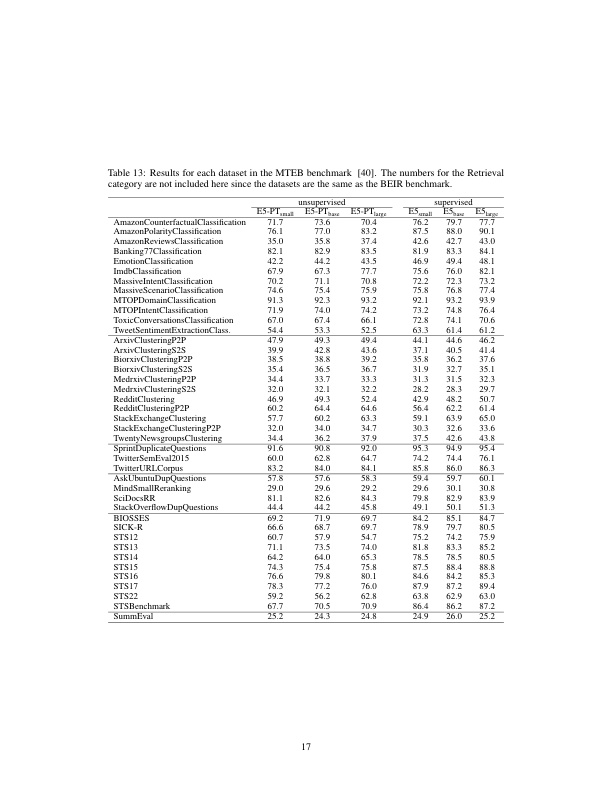 Table 13: Results for each dataset in the MTEB benchmark [40]. The numbers for the Retrieval
category are not included here since the datasets are the same as the BEIR benchmark.
unsupervised supervised
E5-PTsmall E5-PTbase E5-PTlarge E5small E5base E5large
AmazonCounterfactualClassification 71.7 73.6 70.4 76.2 79.7 77.7
AmazonPolarityClassification 76.1 77.0 83.2 87.5 88.0 90.1
AmazonReviewsClassification 35.0 35.8 37.4 42.6 42.7 43.0
Banking77Classification 82.1 82.9 83.5 81.9 83.3 84.1
EmotionClassification 42.2 44.2 43.5 46.9 49.4 48.1
ImdbClassification 67.9 67.3 77.7 75.6 76.0 82.1
MassiveIntentClassification 70.2 71.1 70.8 72.2 72.3 73.2
MassiveScenarioClassification 74.6 75.4 75.9 75.8 76.8 77.4
MTOPDomainClassification 91.3 92.3 93.2 92.1 93.2 93.9
MTOPIntentClassification 71.9 74.0 74.2 73.2 74.8 76.4
ToxicConversationsClassification 67.0 67.4 66.1 72.8 74.1 70.6
TweetSentimentExtractionClass. 54.4 53.3 52.5 63.3 61.4 61.2
ArxivClusteringP2P 47.9 49.3 49.4 44.1 44.6 46.2
ArxivClusteringS2S 39.9 42.8 43.6 37.1 40.5 41.4
BiorxivClusteringP2P 38.5 38.8 39.2 35.8 36.2 37.6
BiorxivClusteringS2S 35.4 36.5 36.7 31.9 32.7 35.1
MedrxivClusteringP2P 34.4 33.7 33.3 31.3 31.5 32.3
MedrxivClusteringS2S 32.0 32.1 32.2 28.2 28.3 29.7
RedditClustering 46.9 49.3 52.4 42.9 48.2 50.7
RedditClusteringP2P 60.2 64.4 64.6 56.4 62.2 61.4
StackExchangeClustering 57.7 60.2 63.3 59.1 63.9 65.0
StackExchangeClusteringP2P 32.0 34.0 34.7 30.3 32.6 33.6
TwentyNewsgroupsClustering 34.4 36.2 37.9 37.5 42.6 43.8
SprintDuplicateQuestions 91.6 90.8 92.0 95.3 94.9 95.4
TwitterSemEval2015 60.0 62.8 64.7 74.2 74.4 76.1
TwitterURLCorpus 83.2 84.0 84.1 85.8 86.0 86.3
AskUbuntuDupQuestions 57.8 57.6 58.3 59.4 59.7 60.1
MindSmallReranking 29.0 29.6 29.2 29.6 30.1 30.8
SciDocsRR 81.1 82.6 84.3 79.8 82.9 83.9
StackOverflowDupQuestions 44.4 44.2 45.8 49.1 50.1 51.3
BIOSSES 69.2 71.9 69.7 84.2 85.1 84.7
SICK-R 66.6 68.7 69.7 78.9 79.7 80.5
STS12 60.7 57.9 54.7 75.2 74.2 75.9
STS13 71.1 73.5 74.0 81.8 83.3 85.2
STS14 64.2 64.0 65.3 78.5 78.5 80.5
STS15 74.3 75.4 75.8 87.5 88.4 88.8
STS16 76.6 79.8 80.1 84.6 84.2 85.3
STS17 78.3 77.2 76.0 87.9 87.2 89.4
STS22 59.2 56.2 62.8 63.8 62.9 63.0
STSBenchmark 67.7 70.5 70.9 86.4 86.2 87.2
SummEval 25.2 24.3 24.8 24.9 26.0 25.2
17